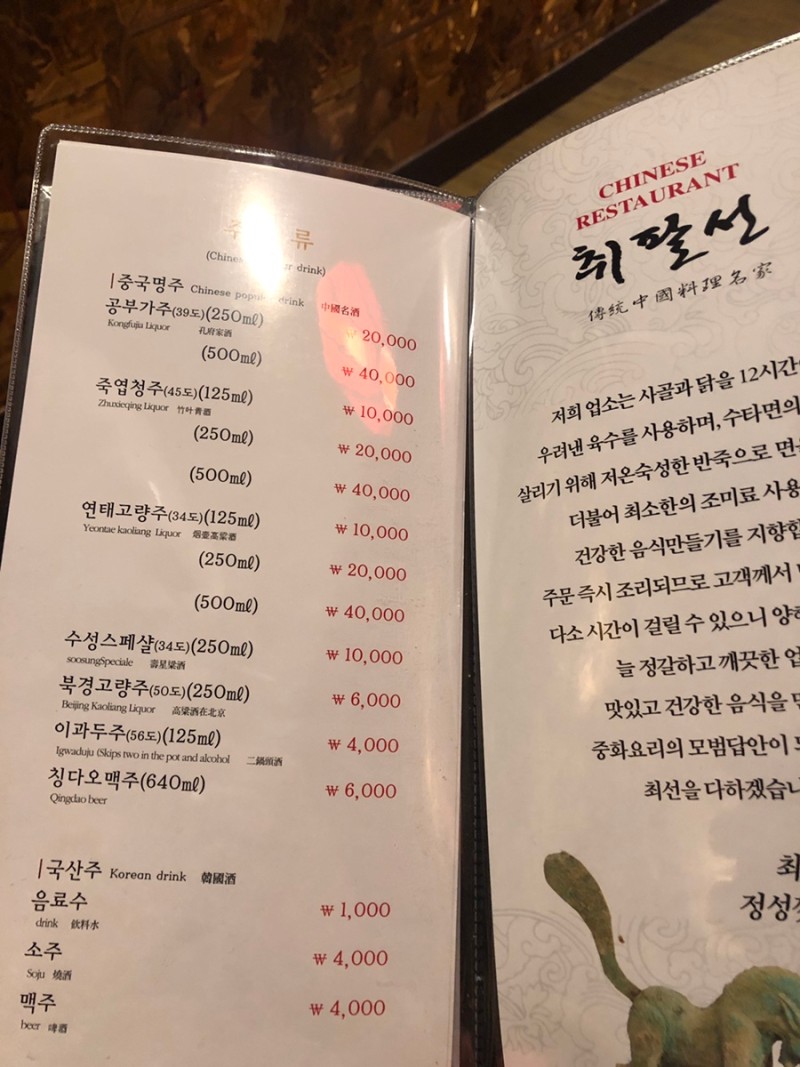 주 류
(Chinese drink)
중국명주 Chinese popular drink 中國名酒
공부가주(39도)(250㎖) ₩ 20,000
Kongfujiu Liquor 孔府家酒
(500㎖) ₩ 40,000
죽엽청주(45도)(125㎖) ₩ 10,000
Zhuxieqing Liquor 竹叶青酒
(250㎖) ₩ 20,000
(500㎖) ₩ 40,000
연태고량주(34도)(125㎖) ₩ 10,000
Yeontae kaoliang Liquor 烟臺高粱酒
(250㎖) ₩ 20,000
(500㎖) ₩ 40,000
수성스페샬(34도)(250㎖) ₩ 10,000
soosungSpeciale 壽星梁酒
북경고량주(50도)(250㎖) ₩ 6,000
Beijing Kaoliang Liquor 高梁酒在北京
이과두주(56도)(125㎖) ₩ 4,000
Igwaduju (Skips two in the pot and alcohol 二鍋頭酒
칭다오맥주(640㎖) ₩ 6,000
Qingdao beer
국산주 Korean drink 韓國酒
음료수 ₩ 1,000
drink 飮料水
소주 ₩ 4,000
Soju 燒酒
맥주 ₩ 4,000
beer 啤酒
CHINESE
RESTAURANT
취팔선
傳統中國料理名家
저희 업소는 사골과 닭을 12시간
우려낸 육수를 사용하며, 수타면의
살리기 위해 저온숙성한 반죽으로 면을
더불어 최소한의 조미료 사용
건강한 음식만들기를 지향합
주문 즉시 조리되므로 고객께서
다소 시간이 걸릴 수 있으니 양해
늘 정갈하고 깨끗한 업
맛있고 건강한 음식을
중화요리의 모범답안이
최선을 다하겠습니
최
정성껏